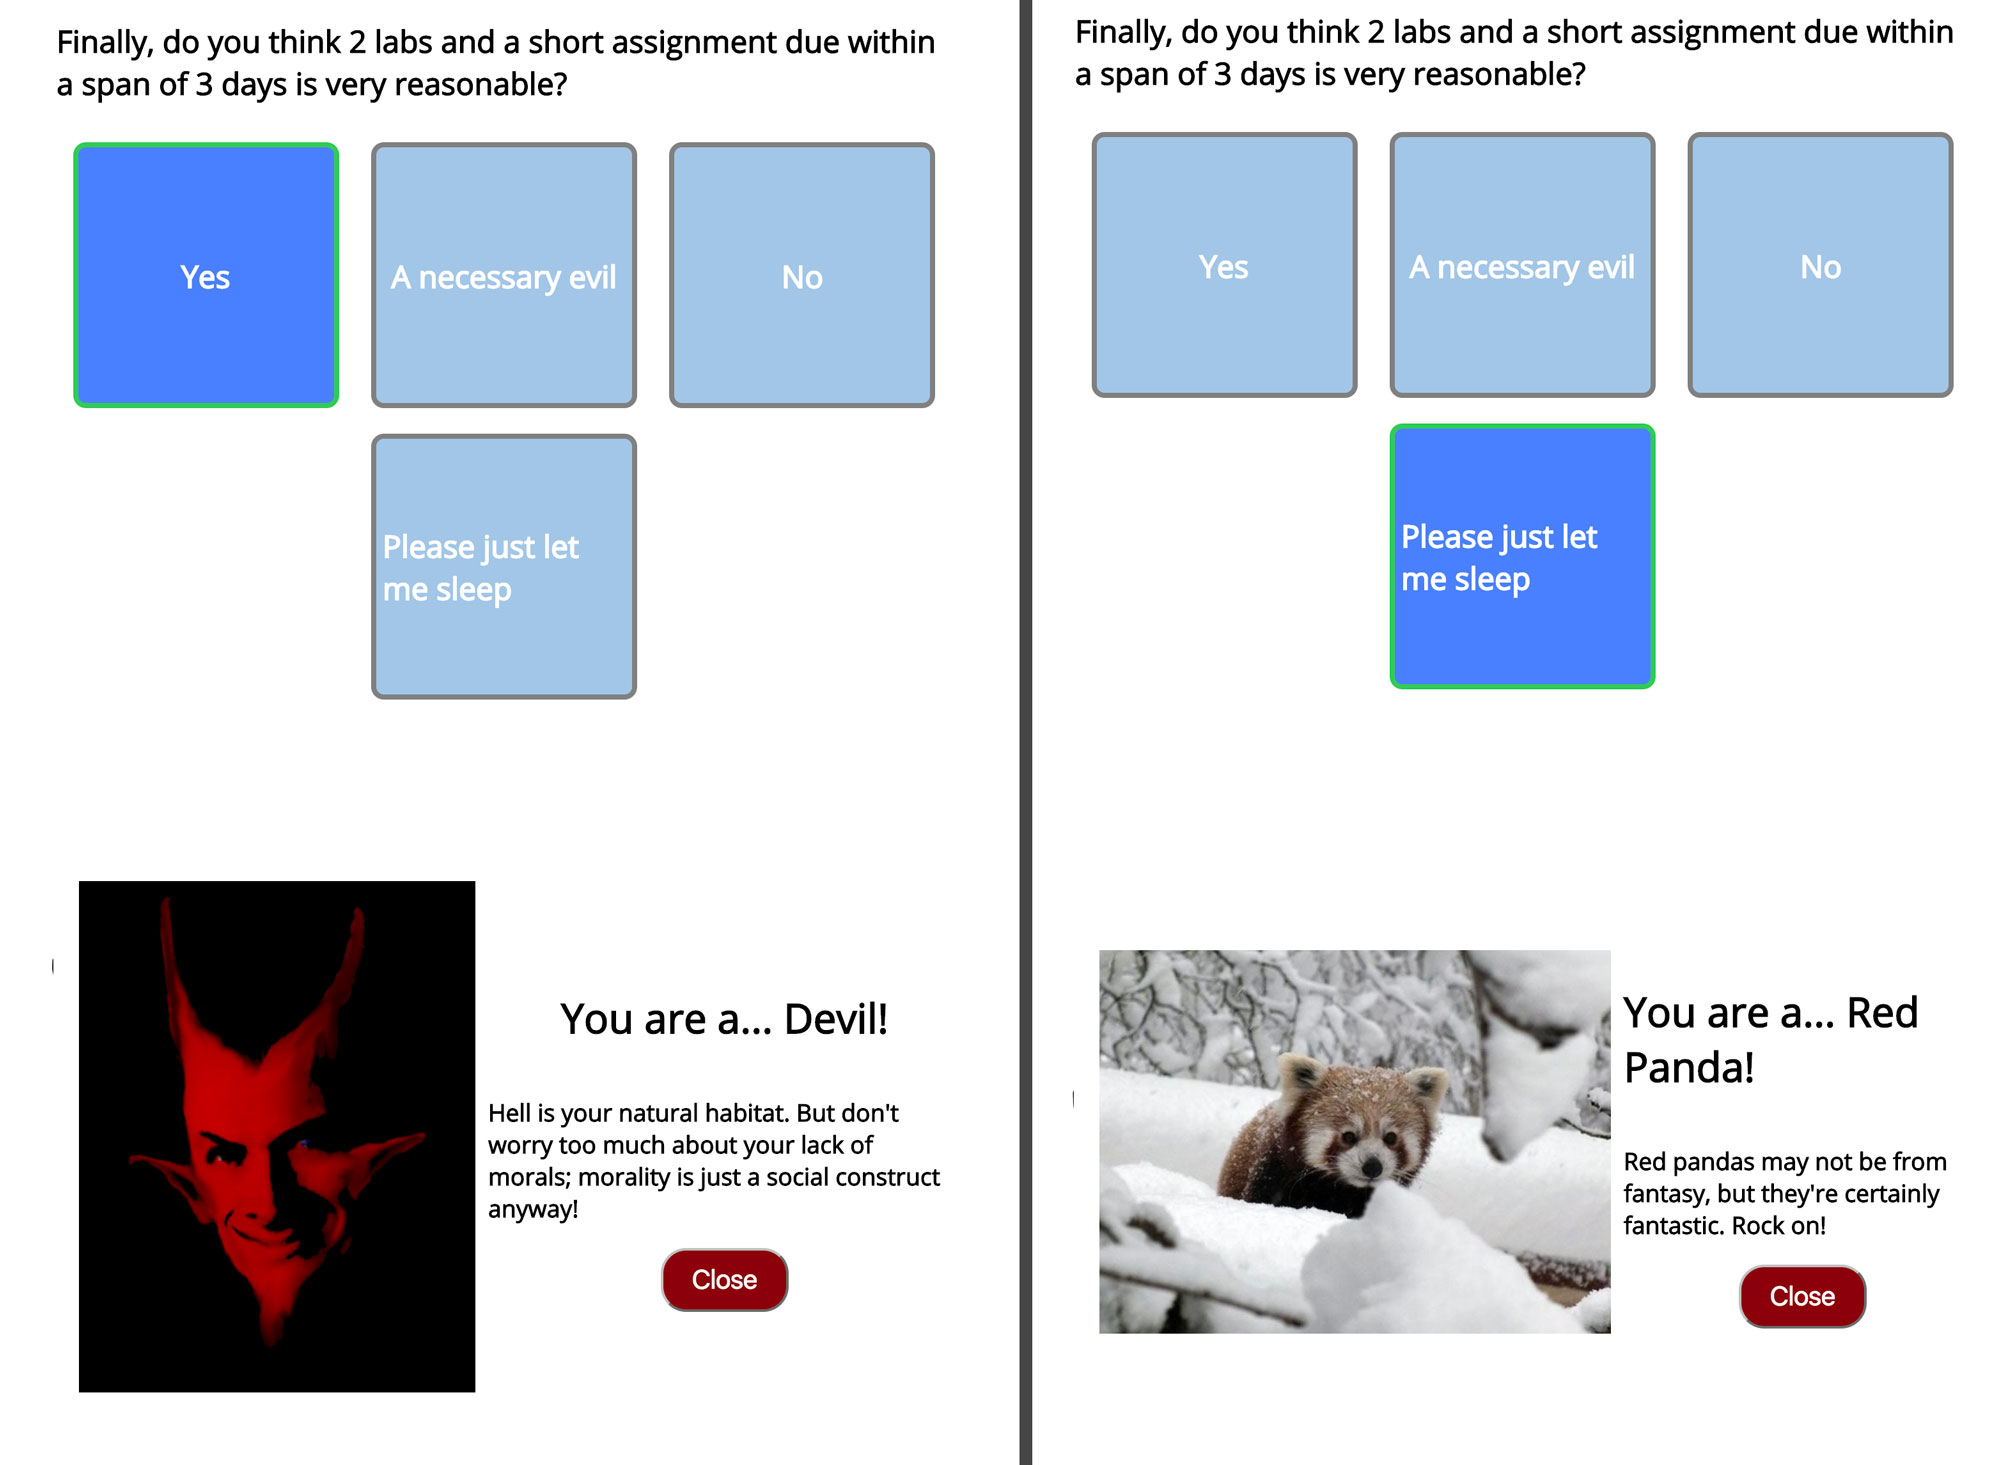 Finally, do you think 2 labs and a short assignment due within
a span of 3 days is very reasonable?
Yes
A necessary evil
No
Please just let
me sleep
You are a... Devil!
Hell is your natural habitat. But don't
worry too much about your lack of
morals; morality is just a social construct
anyway!
Close
Finally, do you think 2 labs and a short assignment due within
a span of 3 days is very reasonable?
Yes
A necessary evil
No
Please just let
me sleep
You are a... Red
Panda!
Red pandas may not be from
fantasy, but they're certainly
fantastic. Rock on!
Close